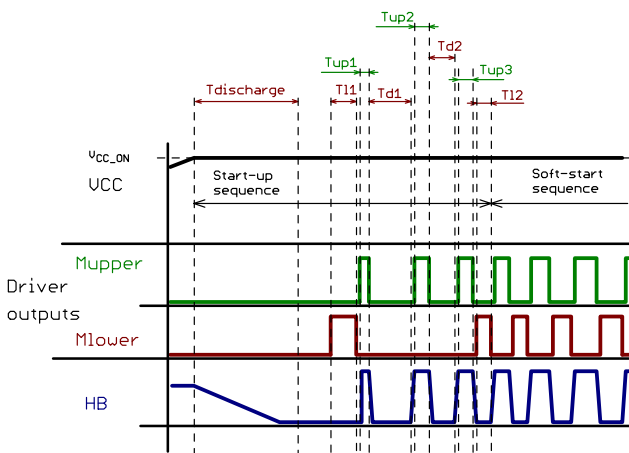 Tup2
Td2
Tup1
Tup3
Tdischarge
Tl1
Td1
Tl2
VCC_ON
VCC
Start-up
sequence
Soft-start
sequence
Mupper
Driver
outputs
Mlower
HB